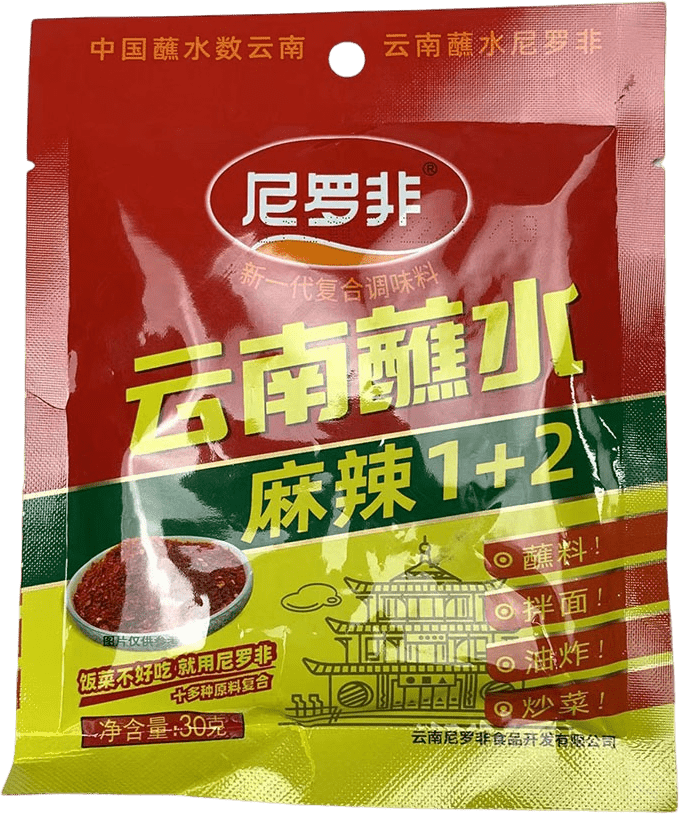 中国蘸水数云南 云南蘸水尼罗非
尼罗非®
新一代复合调味料
云南蘸水
麻辣1+2
蘸料!
拌面!
油炸!
炒菜!
图片仅供参考
饭菜不好吃 就用尼罗非
十多种原料复合
净含量:30克
云南尼罗非食品开发有限公司